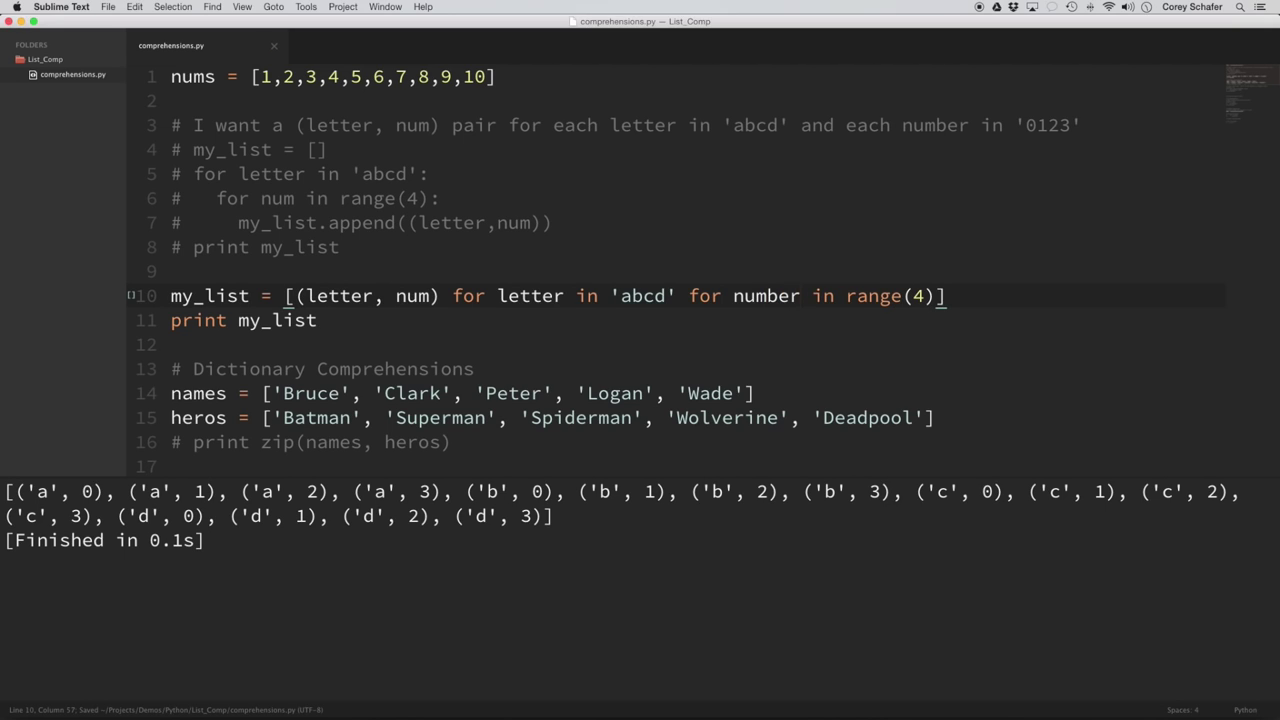 Sublime Text File Edit Selection Find View Goto Tools Project Window Help Corey Schafer
comprehensions.py — List_Comp
FOLDERS
List_Comp
comprehensions.py
comprehensions.py
1 nums = [1,2,3,4,5,6,7,8,9,10]
2
3 # I want a (letter, num) pair for each letter in 'abcd' and each number in '0123'
4 # my_list = []
5 # for letter in 'abcd':
6 #   for num in range(4):
7 #     my_list.append((letter,num))
8 # print my_list
9
10 my_list = [(letter, num) for letter in 'abcd' for number in range(4)]
11 print my_list
12
13 # Dictionary Comprehensions
14 names = ['Bruce', 'Clark', 'Peter', 'Logan', 'Wade']
15 heros = ['Batman', 'Superman', 'Spiderman', 'Wolverine', 'Deadpool']
16 # print zip(names, heros)
17
[('a', 0), ('a', 1), ('a', 2), ('a', 3), ('b', 0), ('b', 1), ('b', 2), ('b', 3), ('c', 0), ('c', 1), ('c', 2),
('c', 3), ('d', 0), ('d', 1), ('d', 2), ('d', 3)]
[Finished in 0.1s]
Line 10, Column 57; Saved ~/Projects/Demos/Python/List_Comp/comprehensions.py (UTF-8) Spaces: 4 Python